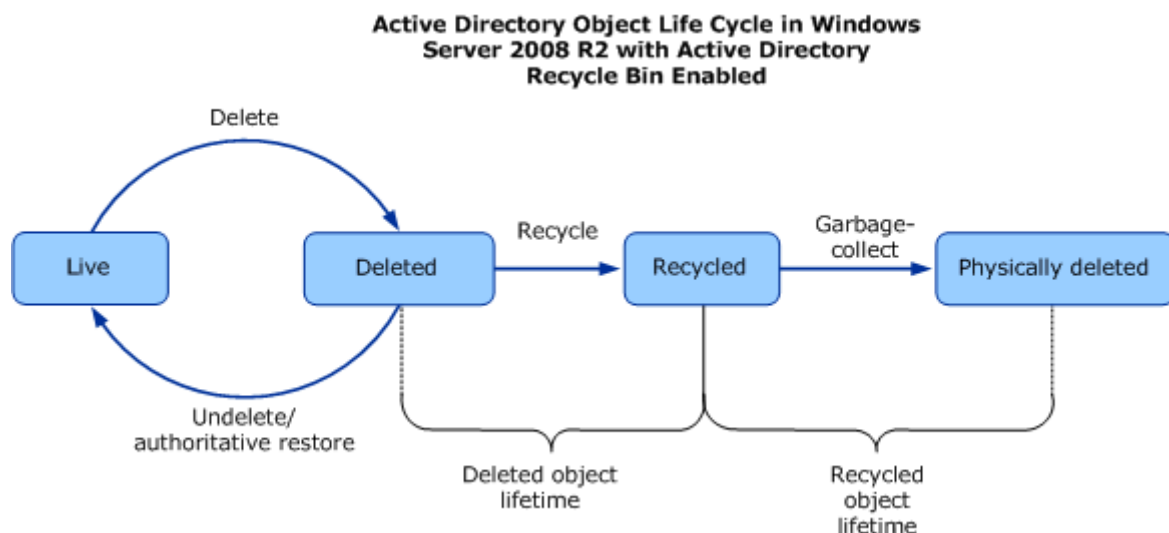 Active Directory Object Life Cycle in Windows
Server 2008 R2 with Active Directory
Recycle Bin Enabled
Delete
Live
Deleted
Recycle
Recycled
Garbage-
collect
Physically deleted
Undelete/
authoritative restore
Deleted object
lifetime
Recycled
object
lifetime